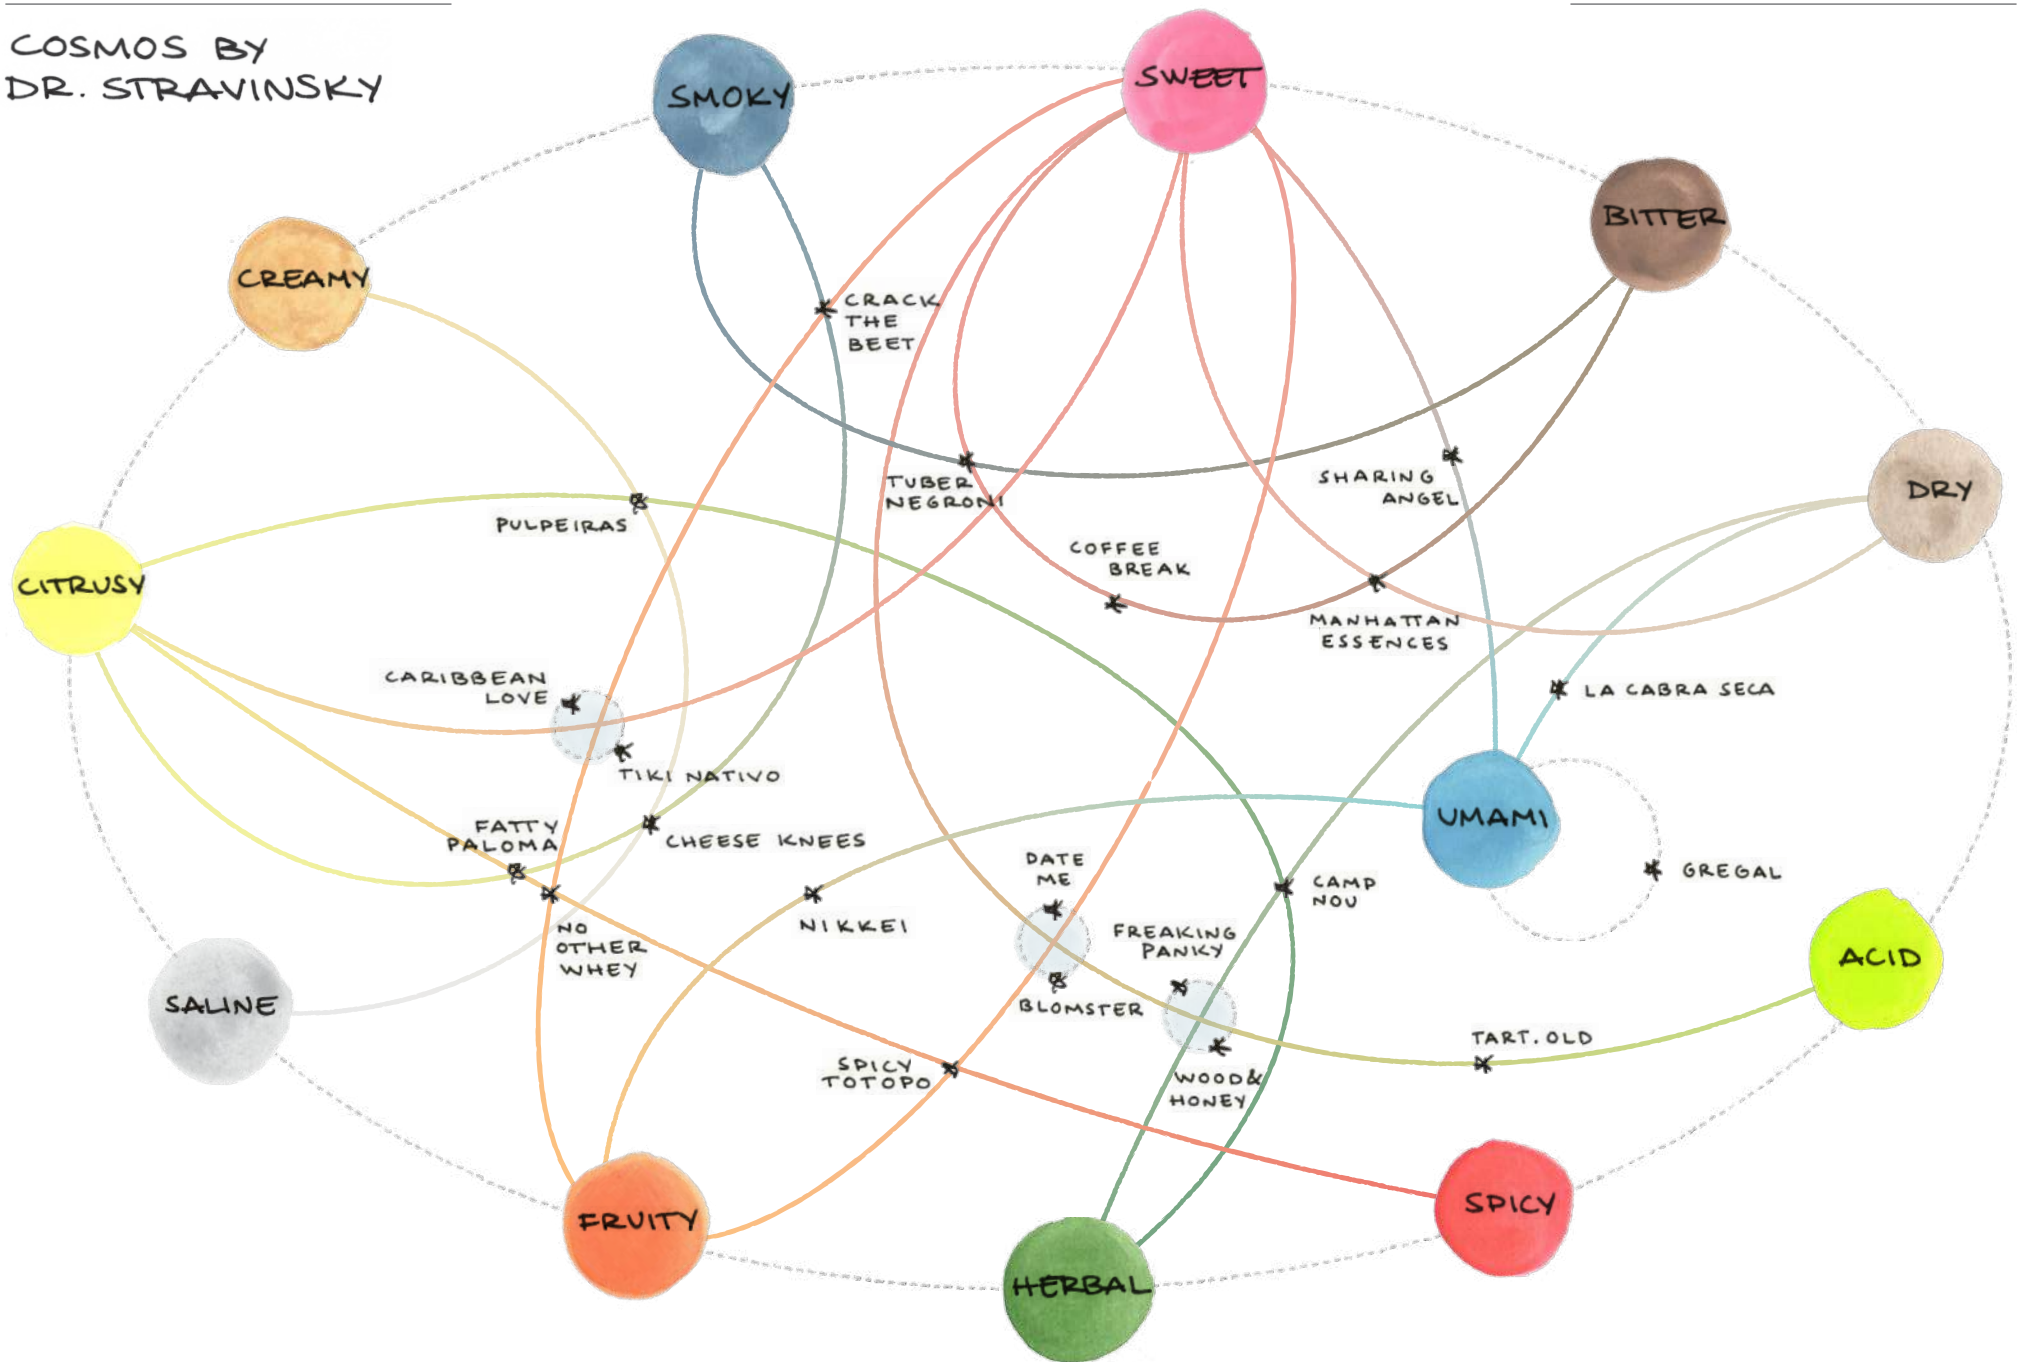 COSMOS BY
DR. STRAVINSKY
SMOKY
SWEET
BITTER
CREAMY
CRACK
THE
BEET
TUBER
NEGRONI
SHARING
ANGEL
DRY
PULPEIRAS
COFFEE
BREAK
CITRUSY
MANHATTAN
ESSENCES
CARIBBEAN
LOVE
LA CABRA SECA
TIKI NATIVO
FATTY
PALOMA
CHEESE KNEES
UMAMI
DATE
ME
GREGAL
CAMP
NOU
NO
OTHER
WHEY
NIKKEI
FREAKING
PANKY
ACID
SALINE
BLOMSTER
TART.OLD
SPICY
TOTOPO
WOOD&
HONEY
FRUITY
SPICY
HERBAL